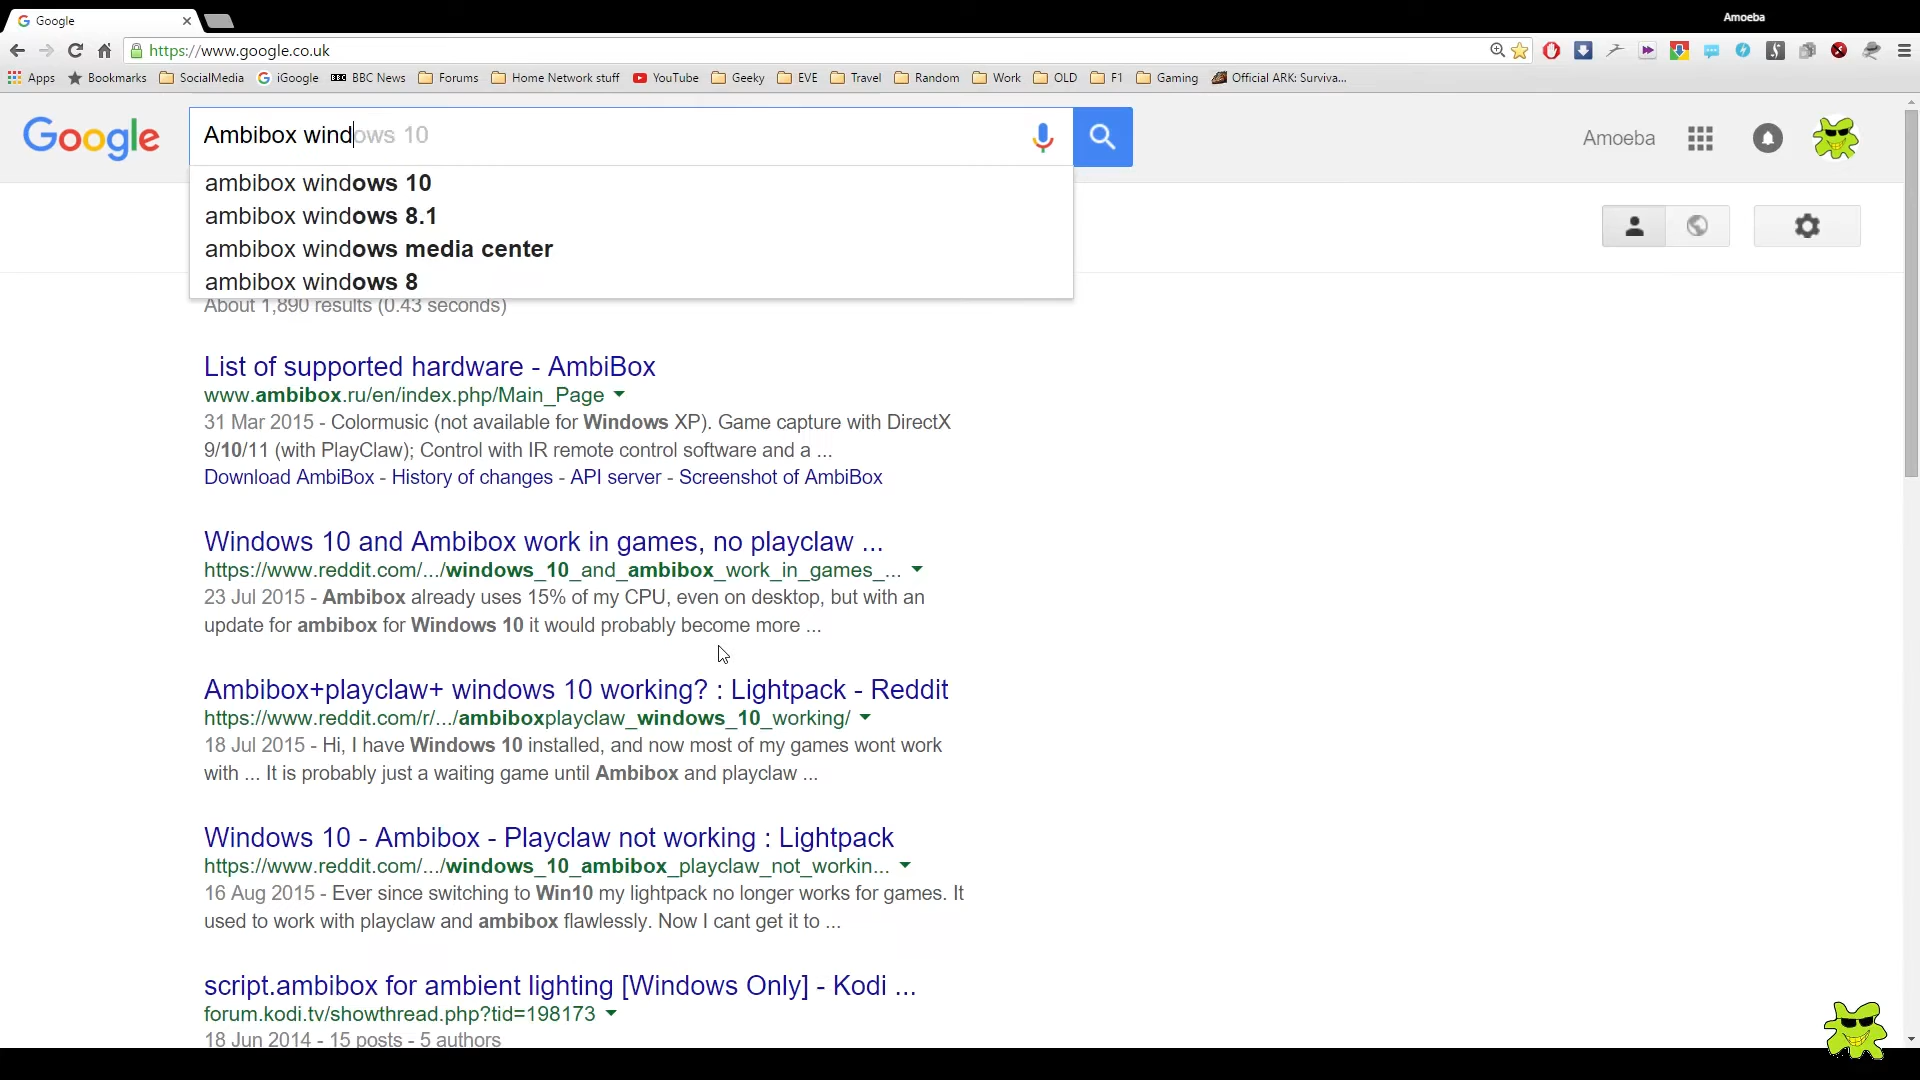 Google
Amoeba
https://www.google.co.uk
Apps Bookmarks SocialMedia iGoogle BBC News Forums Home Network stuff YouTube Geeky EVE Travel Random Work OLD F1 Gaming Official ARK: Surviva...
Google
Ambibox windows 10
Amoeba
ambibox windows 10
ambibox windows 8.1
ambibox windows media center
ambibox windows 8
About 1,890 results (0.43 seconds)
List of supported hardware - AmbiBox
www.ambibox.ru/en/index.php/Main_Page
31 Mar 2015 - Colormusic (not available for Windows XP). Game capture with DirectX
9/10/11 (with PlayClaw); Control with IR remote control software and a ...
Download AmbiBox - History of changes - API server - Screenshot of AmbiBox
Windows 10 and Ambibox work in games, no playclaw ...
https://www.reddit.com/.../windows_10_and_ambibox_work_in_games_...
23 Jul 2015 - Ambibox already uses 15% of my CPU, even on desktop, but with an
update for ambibox for Windows 10 it would probably become more ...
Ambibox+playclaw+ windows 10 working? : Lightpack - Reddit
https://www.reddit.com/r/.../ambiboxplayclaw_windows_10_working/
18 Jul 2015 - Hi, I have Windows 10 installed, and now most of my games wont work
with ... It is probably just a waiting game until Ambibox and playclaw ...
Windows 10 - Ambibox - Playclaw not working : Lightpack
https://www.reddit.com/.../windows_10_ambibox_playclaw_not_workin...
16 Aug 2015 - Ever since switching to Win10 my lightpack no longer works for games. It
used to work with playclaw and ambibox flawlessly. Now I cant get it to ...
script.ambibox for ambient lighting [Windows Only] - Kodi ...
forum.kodi.tv/showthread.php?tid=198173
18 Jun 2014 - 15 posts - 5 authors